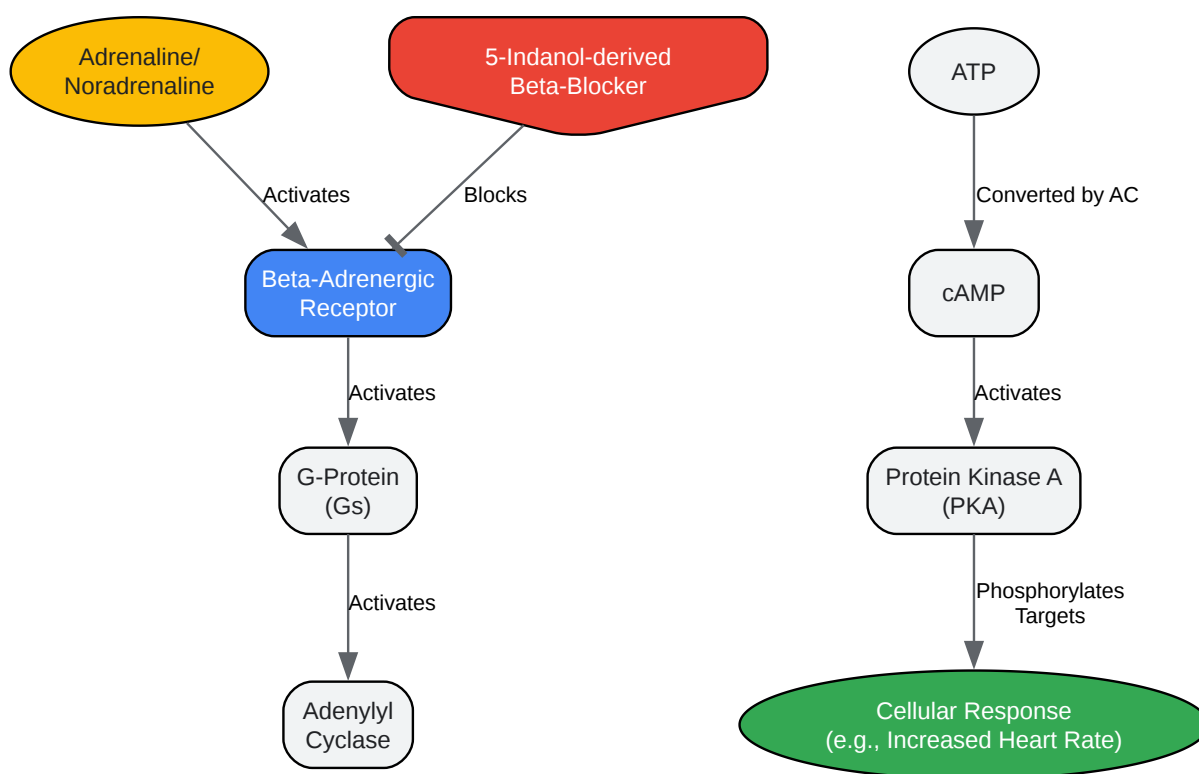 Adrenaline/
Noradrenaline
5-Indanol-derived
Beta-Blocker
ATP
Activates
Blocks
Converted by AC
Beta-Adrenergic
Receptor
cAMP
Activates
Activates
G-Protein
(Gs)
Protein Kinase A
(PKA)
Activates
Phosphorylates
Targets
Adenylyl
Cyclase
Cellular Response
(e.g., Increased Heart Rate)